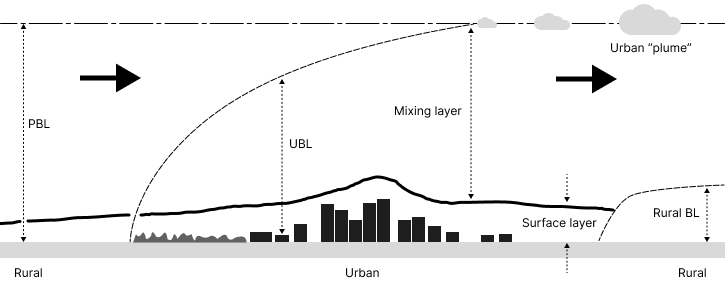 Urban “plume”
Mixing layer
PBL
UBL
Surface layer
Rural BL
Rural
Urban
Rural